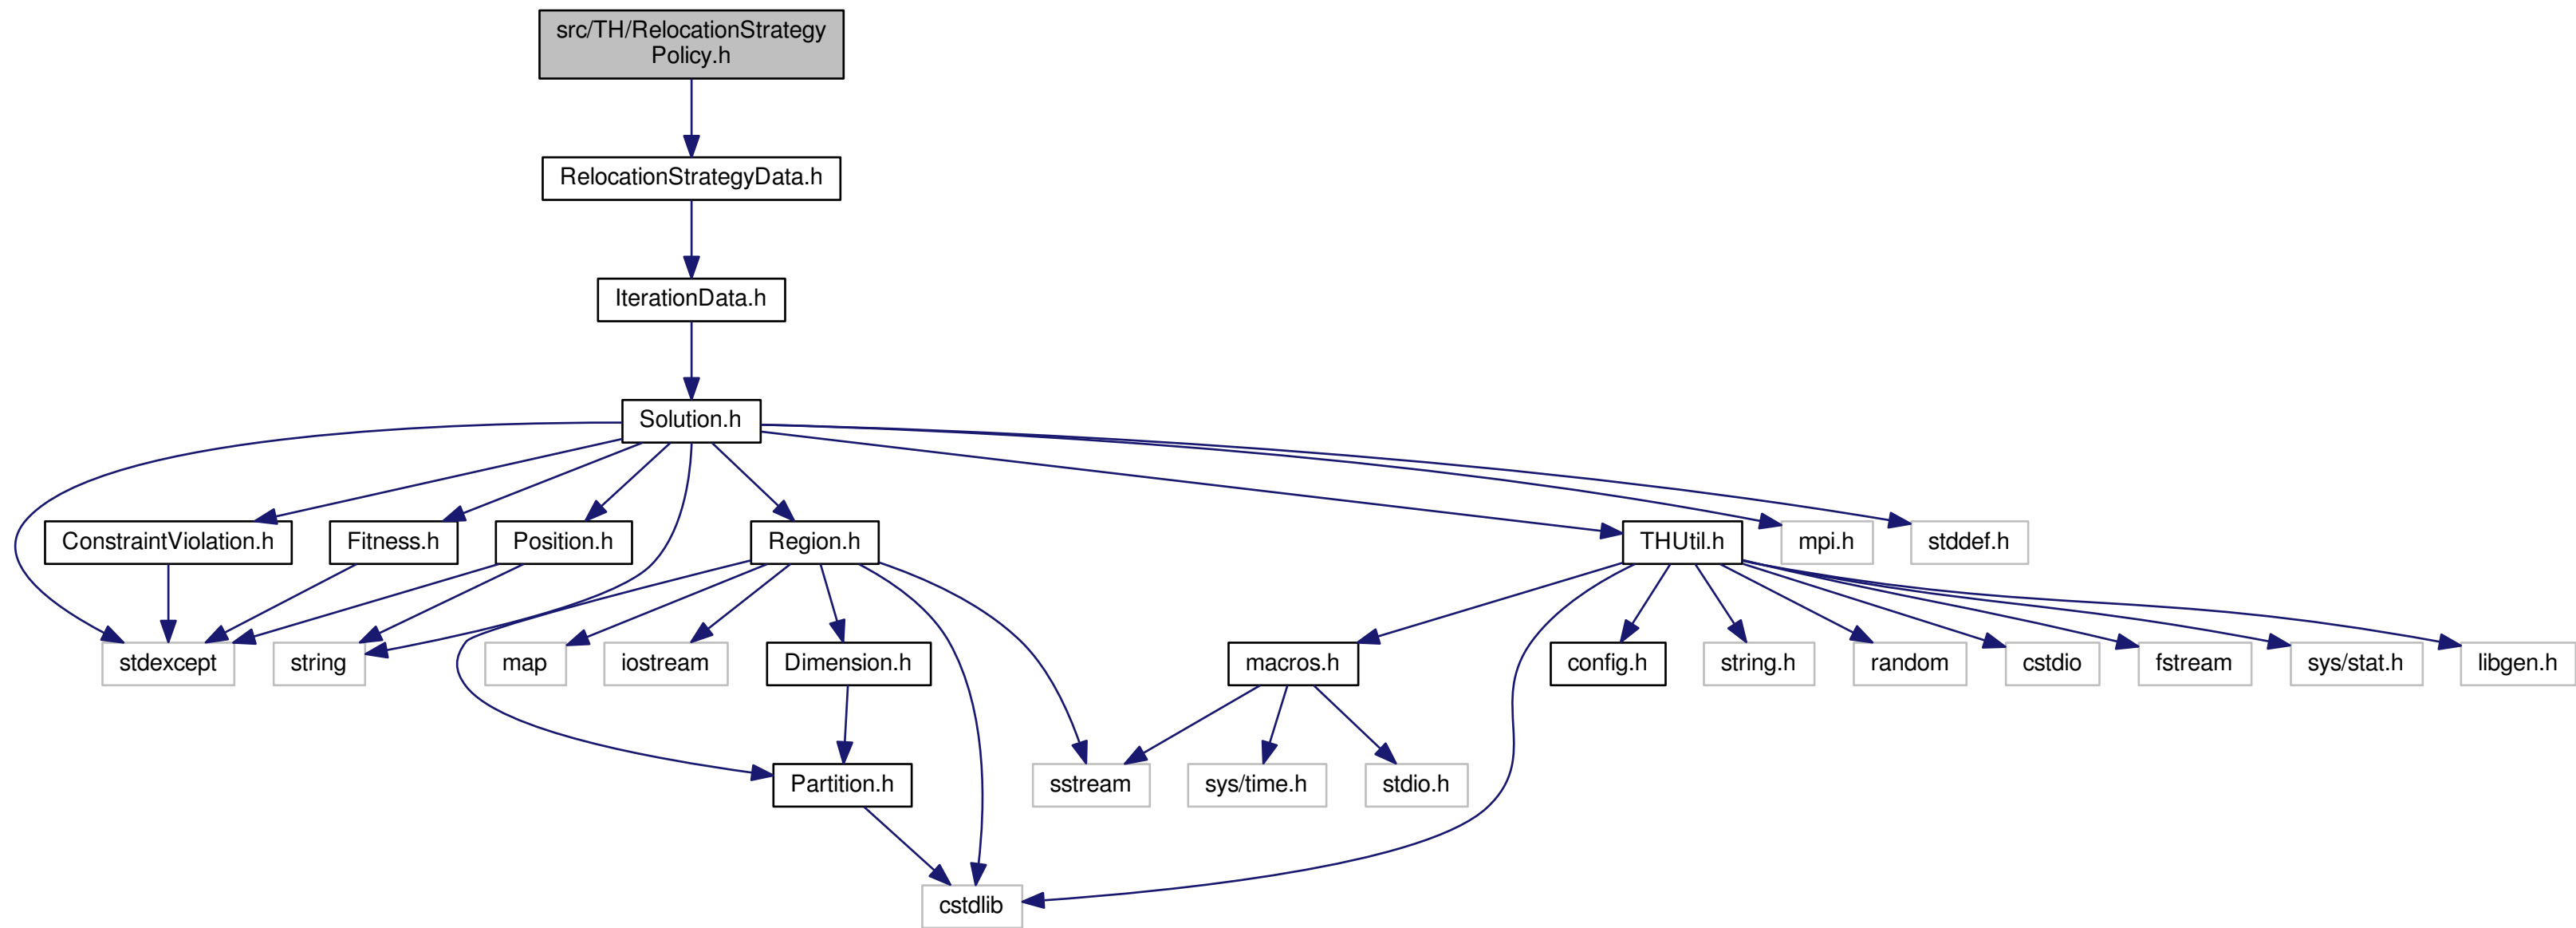 src/TH/RelocationStrategy
Policy.h
RelocationStrategyData.h
IterationData.h
Solution.h
ConstraintViolation.h
Fitness.h
Position.h
Region.h
THUtil.h
mpi.h
stddef.h
stdexcept
string
map
iostream
Dimension.h
macros.h
config.h
string.h
random
cstdio
fstream
sys/stat.h
libgen.h
Partition.h
sstream
sys/time.h
stdio.h
cstdlib